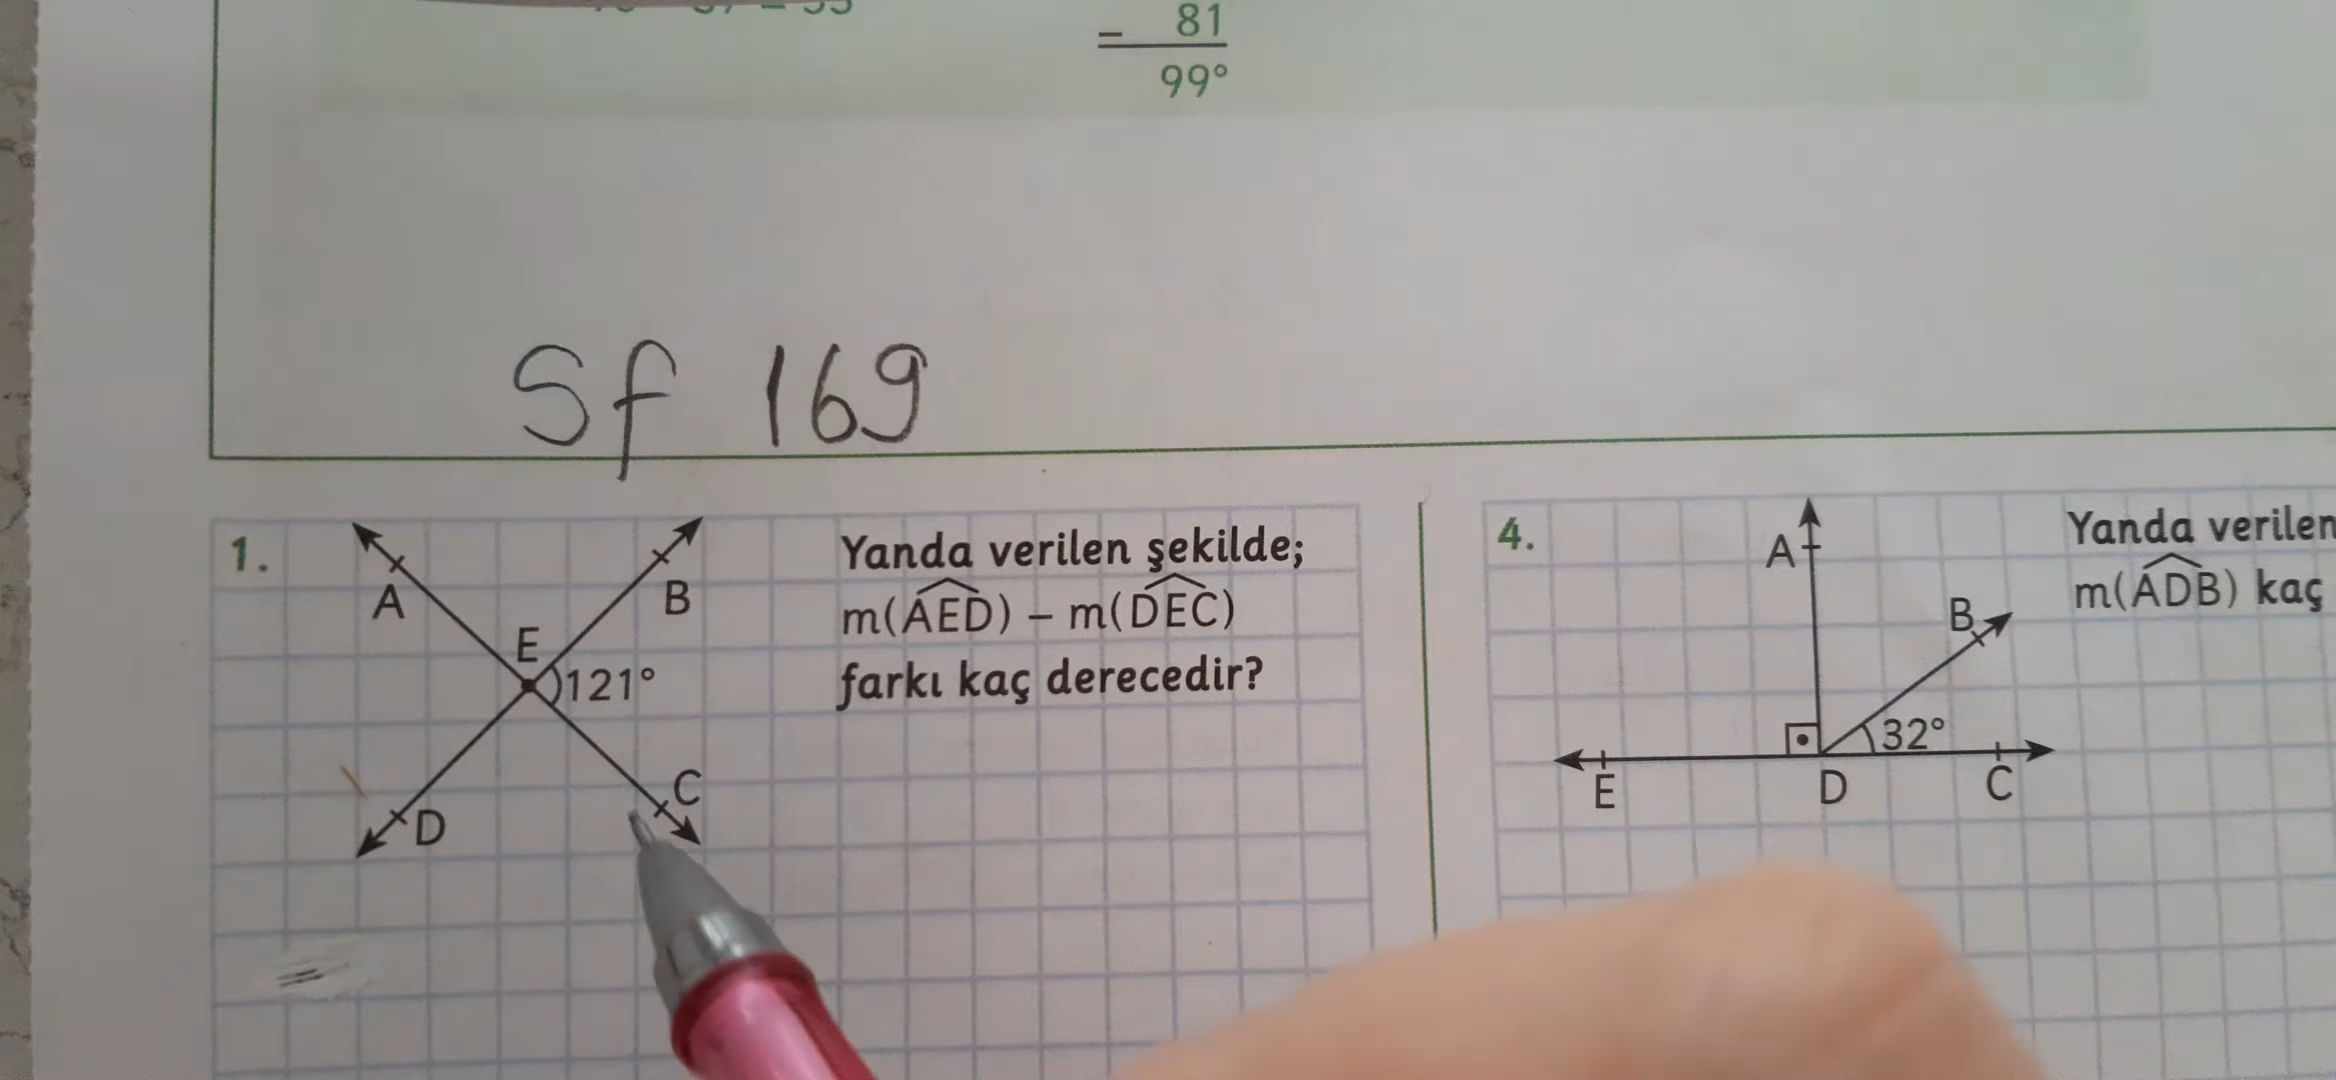 81
99°
Sf 169
1.
A
B
E
121°
C
D
Yanda verilen şekilde;
m(AED) – m(DEC)
farkı kaç derecedir?
4.
A
B
32°
E
D
C
Yanda verilen
m(ADB) kaç